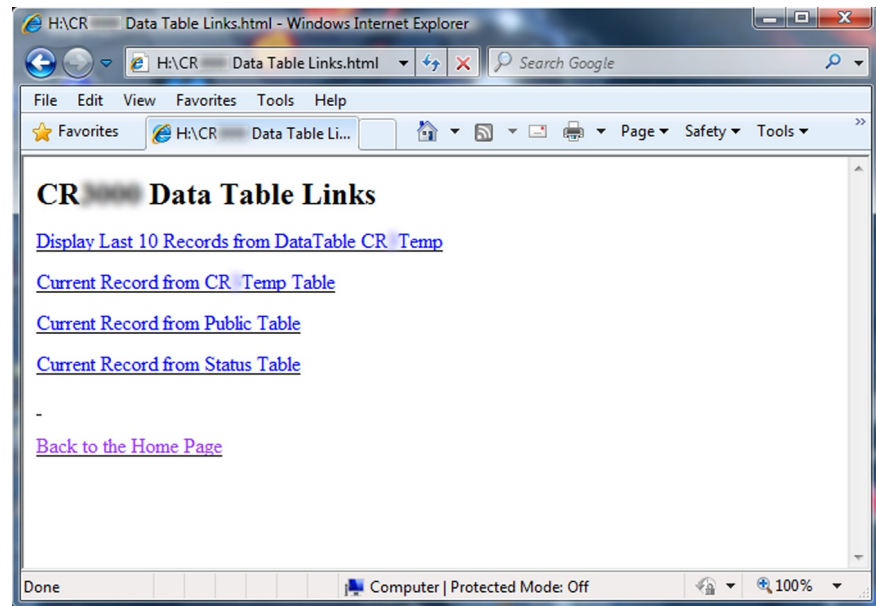 H:\CR Data Table Links.html - Windows Internet Explorer
H:\CR Data Table Links.html
Search Google
File Edit View Favorites Tools Help
Favorites H:\CR Data Table Li... Page Safety Tools
CR Data Table Links
Display Last 10 Records from DataTable CR Temp
Current Record from CR Temp Table
Current Record from Public Table
Current Record from Status Table
-
Back to the Home Page
Done Computer | Protected Mode: Off 100%